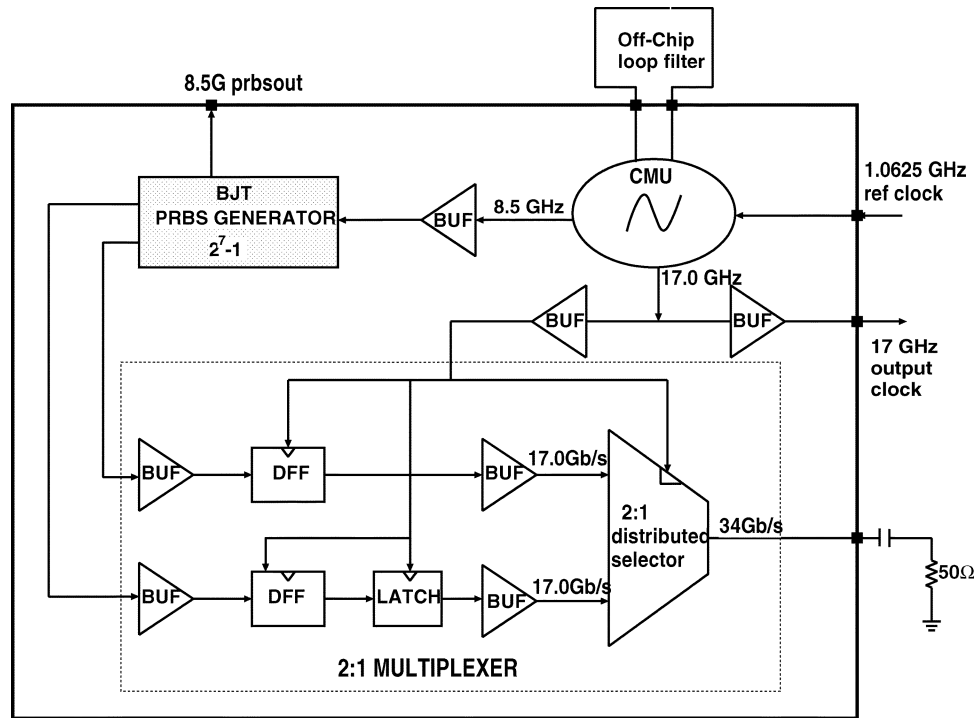 Off-Chip
loop filter
8.5G prbsout
CMU
1.0625 GHz
ref clock
BJT
PRBS GENERATOR
2^7-1
BUF
8.5 GHz
17.0 GHz
BUF
BUF
17 GHz
output
clock
BUF
DFF
BUF
17.0Gb/s
2:1
distributed
selector
34Gb/s
50Ω
BUF
DFF
LATCH
BUF
17.0Gb/s
2:1 MULTIPLEXER